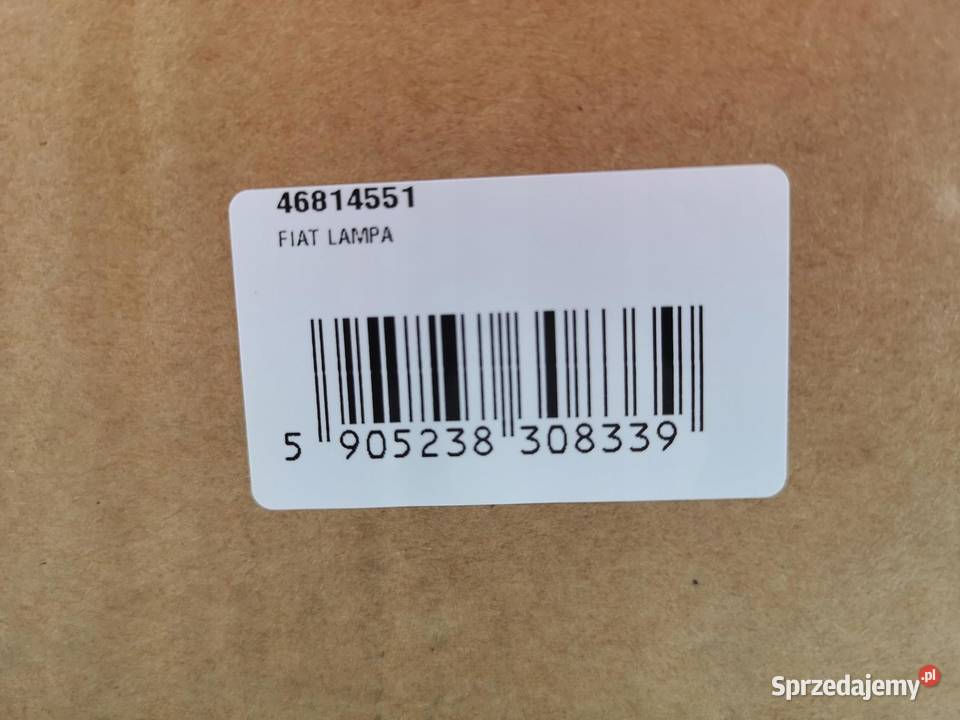 46814551
FIAT LAMPA
5 905238 308339
Sprzedajemy.pl